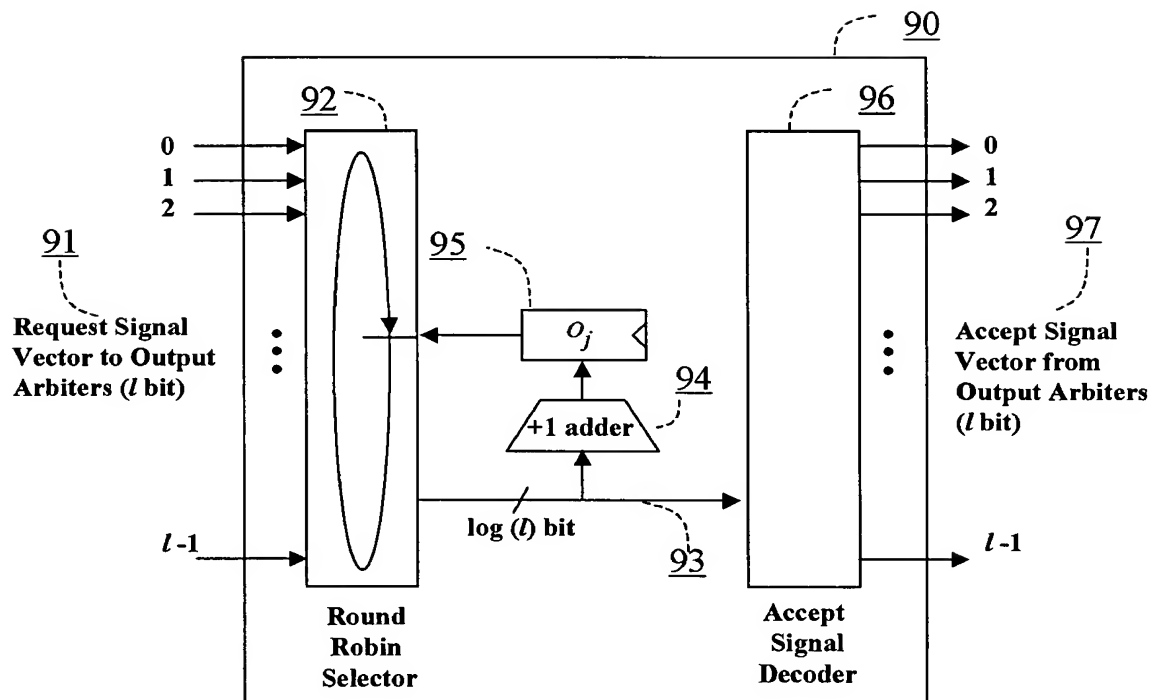 90
92
96
0
1
2
0
1
2
91
95
97
Request Signal
Vector to Output
Arbiters (l bit)
O_j
Accept Signal
Vector from
Output Arbiters
(l bit)
94
+1 adder
log (l) bit
93
l -1
l -1
Round
Robin
Selector
Accept
Signal
Decoder